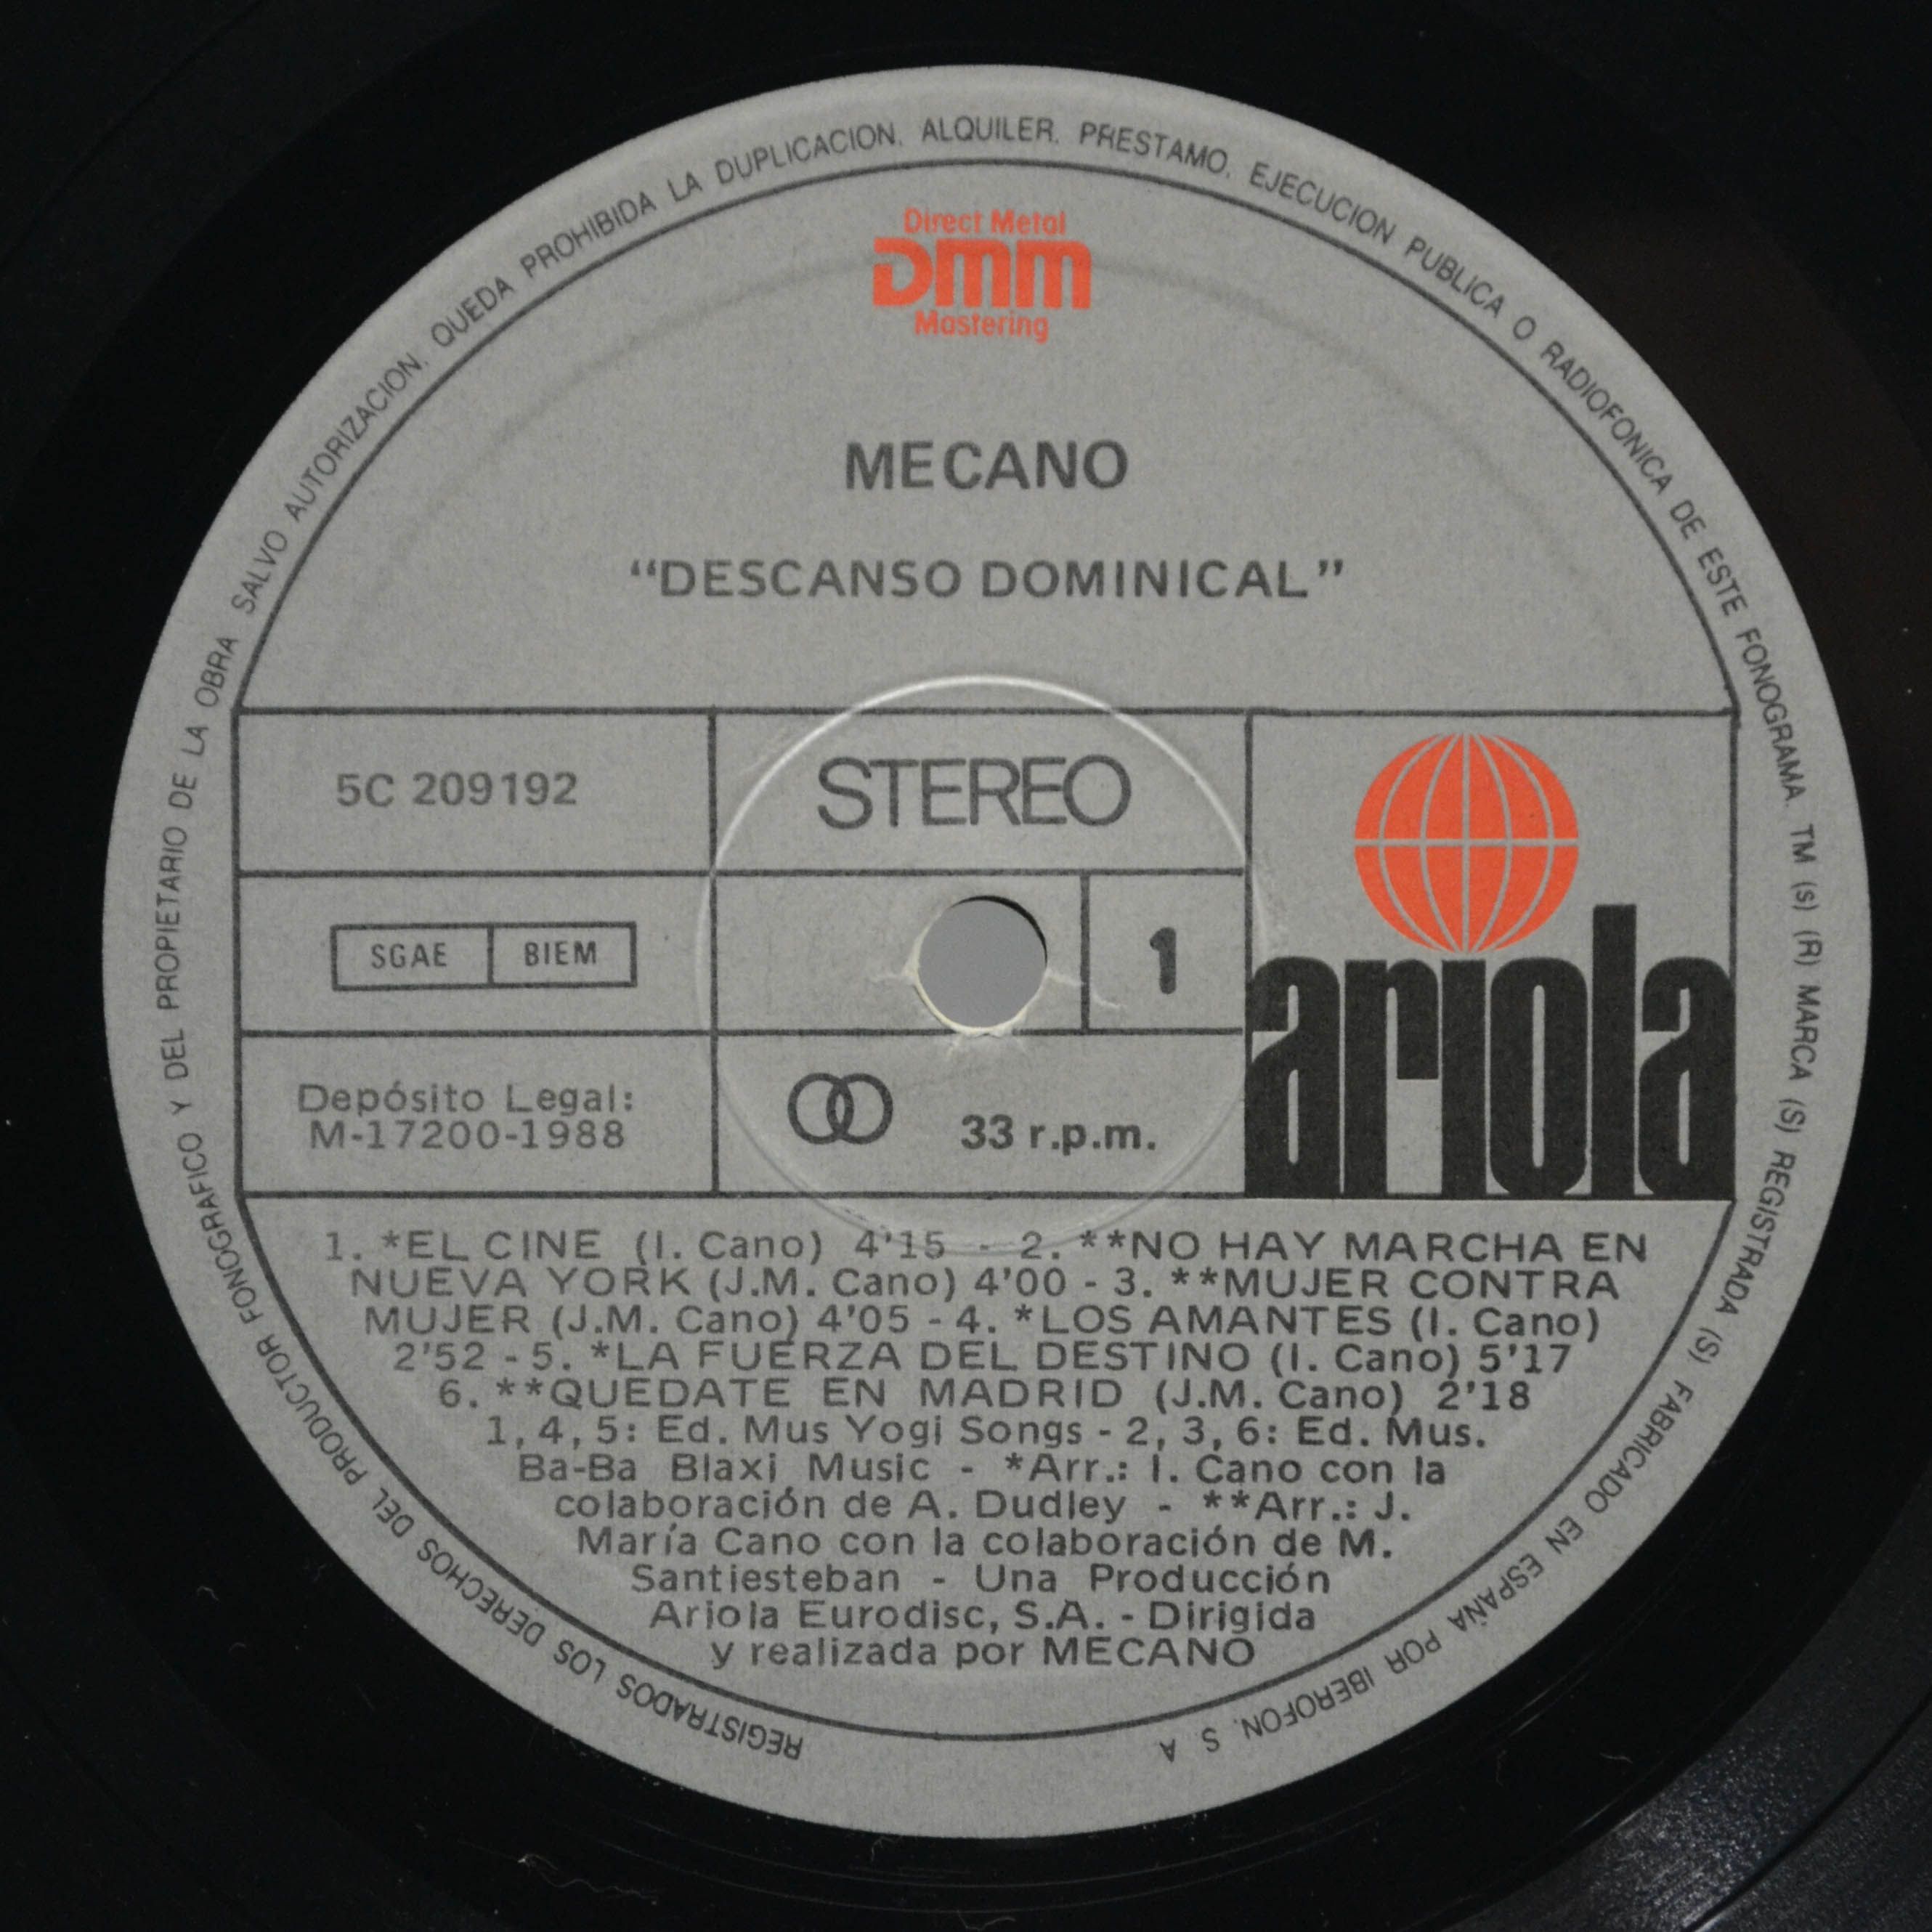 REGISTRADOS LOS DERECHOS DEL PRODUCTOR FONOGRAFICO Y DEL PROPIETARIO DE LA OBRA SALVO AUTORIZACION. QUEDA PROHIBIDA LA DUPLICACION. ALQUILER. PRESTAMO. EJECUCION PUBLICA O RADIOFONICA DE ESTE FONOGRAMA. TM (s) (R) MARCA (S) REGISTRADA (S) FABRICADO EN ESPAÑA POR IBEROFON. S A
Direct Metal
DMM
Mastering
MECANO
“DESCANSO DOMINICAL”
5C 209192
STEREO
SGAE BIEM
1
ariola
Depósito Legal:
M-17200-1988
33 r.p.m.
1. *EL CINE (I. Cano) 4'15 - 2. **NO HAY MARCHA EN
NUEVA YORK (J.M. Cano) 4'00 - 3. **MUJER CONTRA
MUJER (J.M. Cano) 4'05 - 4. *LOS AMANTES (I. Cano)
2'52 - 5. *LA FUERZA DEL DESTINO (I. Cano) 5'17
6. **QUEDATE EN MADRID (J.M. Cano) 2'18
1, 4, 5: Ed. Mus Yogi Songs - 2, 3, 6: Ed. Mus.
Ba-Ba Blaxi Music - *Arr.: I. Cano con la
colaboración de A. Dudley - **Arr.: J.
María Cano con la colaboración de M.
Santiesteban - Una Producción
Ariola Eurodisc, S.A. - Dirigida
y realizada por MECANO